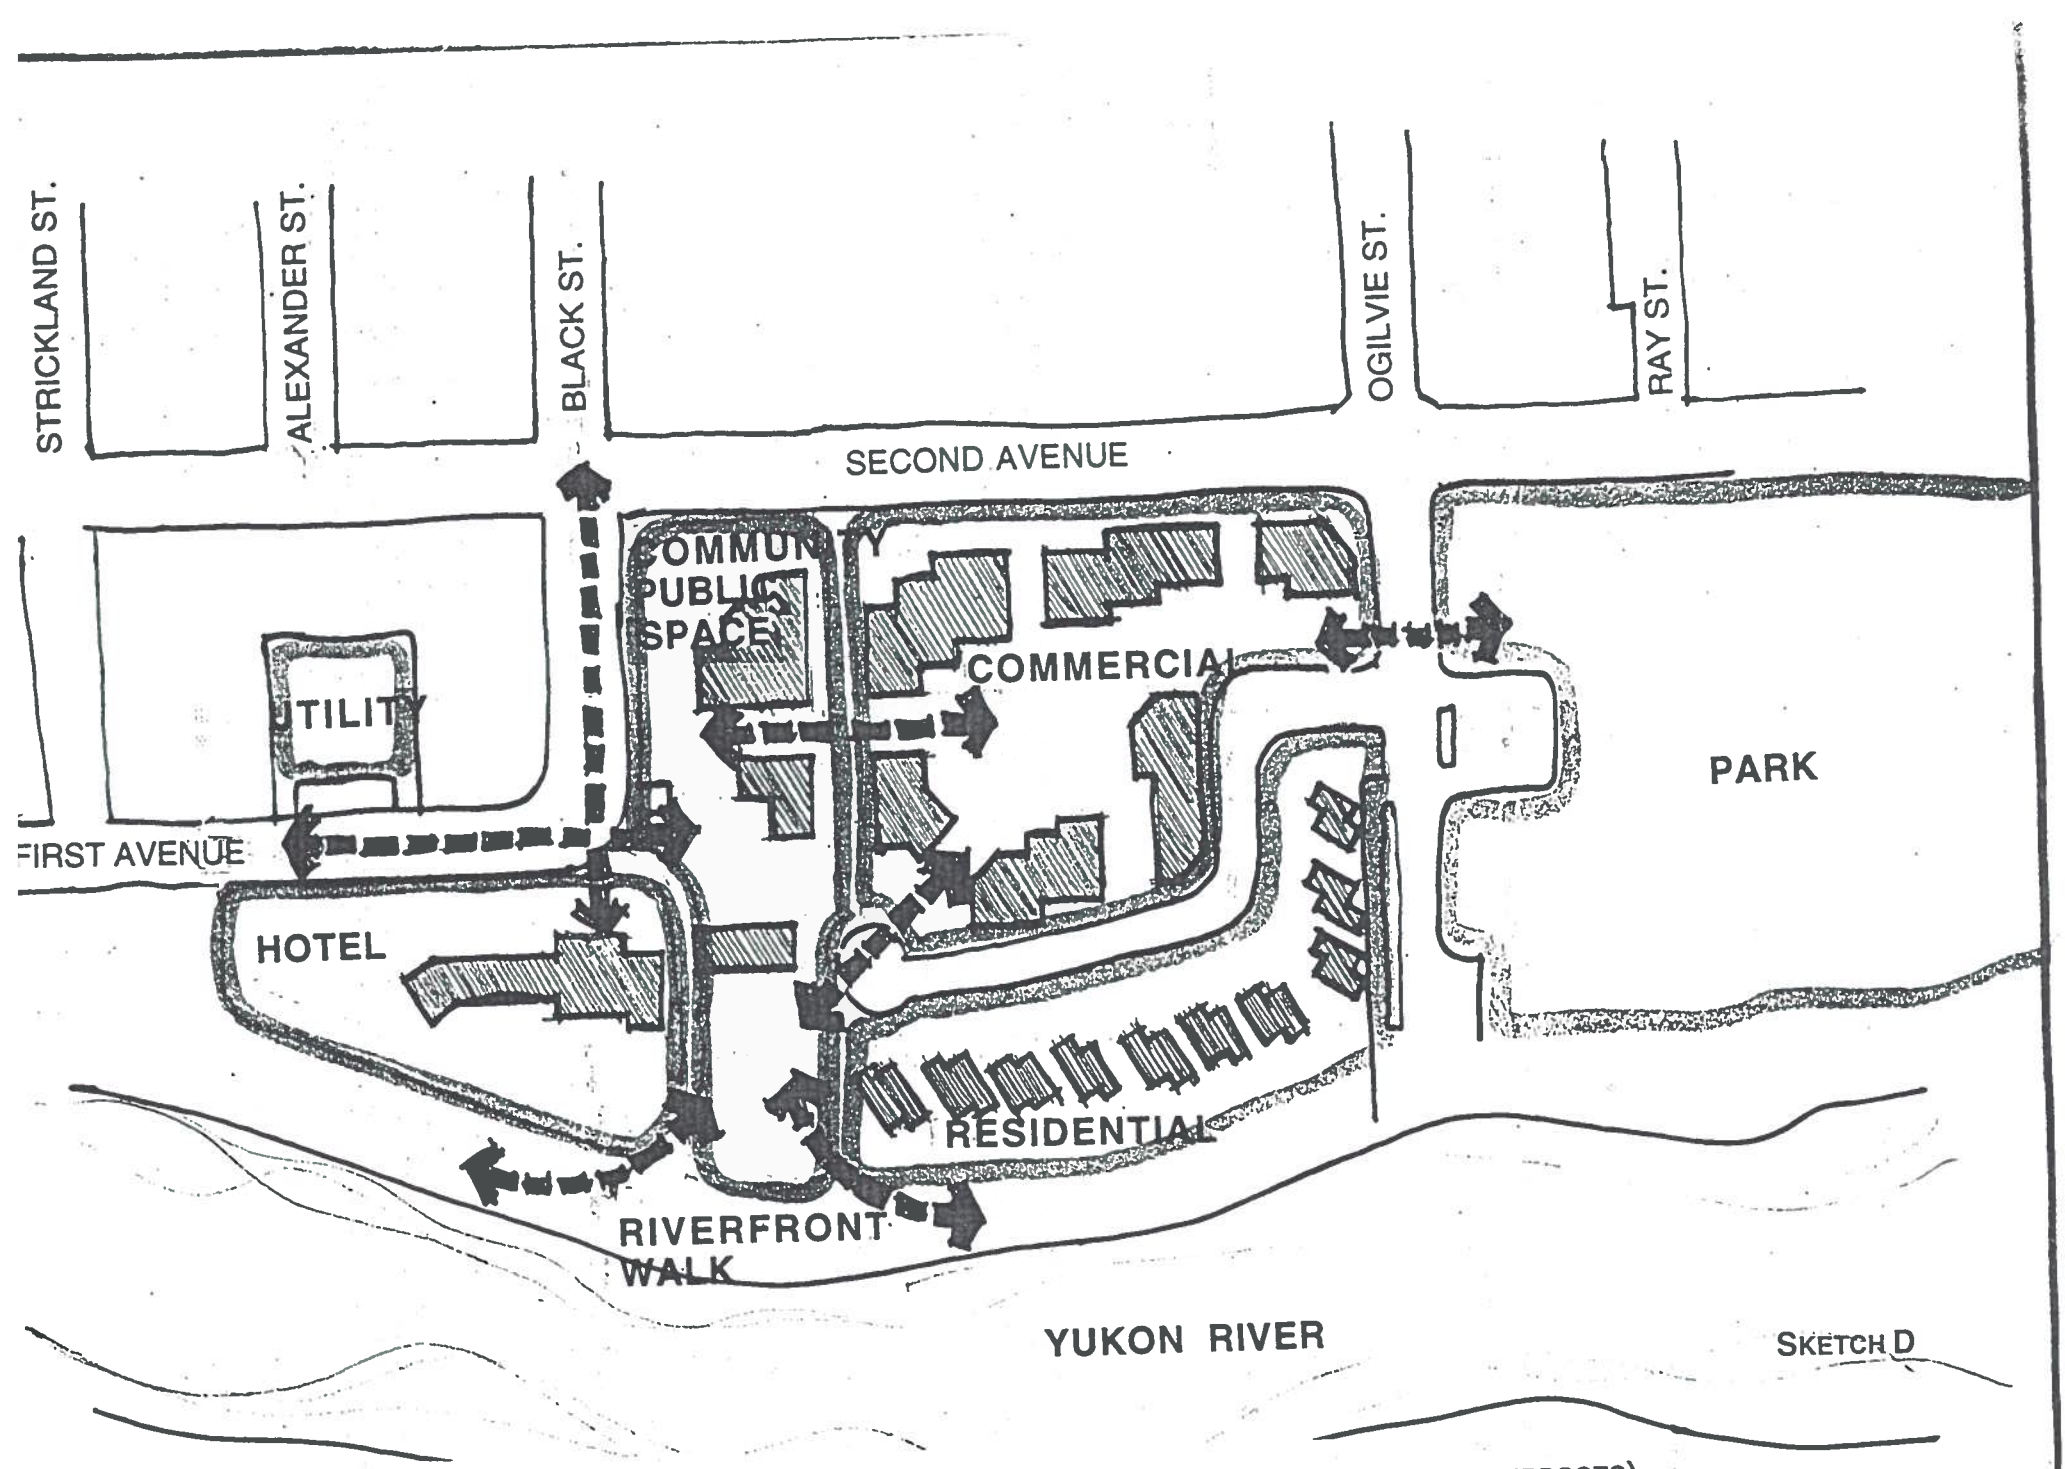 STRICKLAND ST.
ALEXANDER ST.
BLACK ST.
OGILVIE ST.
RAY ST.
SECOND AVENUE
COMMUNITY
PUBLIC
SPACE
COMMERCIAL
UTILITY
PARK
FIRST AVENUE
HOTEL
RESIDENTIAL
RIVERFRONT
WALK
YUKON RIVER
SKETCH D